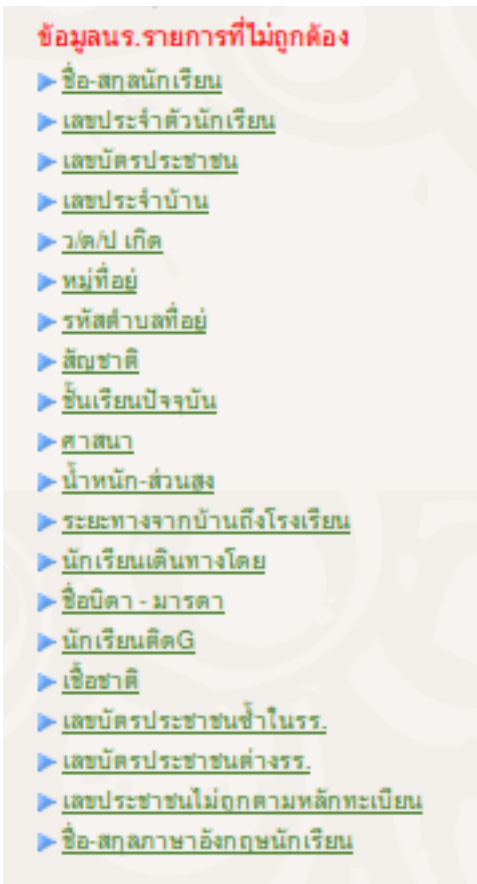 ข้อมูลนร.รายการที่ไม่ถูกต้อง
ชื่อ-สกุลนักเรียน
เลขประจำตัวนักเรียน
เลขบัตรประชาชน
เลขประจำบ้าน
ว/ด/ป เกิด
หมู่ที่อยู่
รหัสตำบลที่อยู่
สัญชาติ
ชั้นเรียนปัจจุบัน
ศาสนา
น้ำหนัก-ส่วนสูง
ระยะทางจากบ้านถึงโรงเรียน
นักเรียนเดินทางโดย
ชื่อบิดา - มารดา
นักเรียนติดG
เชื้อชาติ
เลขบัตรประชาชนซ้ำในรร.
เลขบัตรประชาชนต่างรร.
เลขประชาชนไม่ถูกตามหลักทะเบียน
ชื่อ-สกุลภาษาอังกฤษนักเรียน